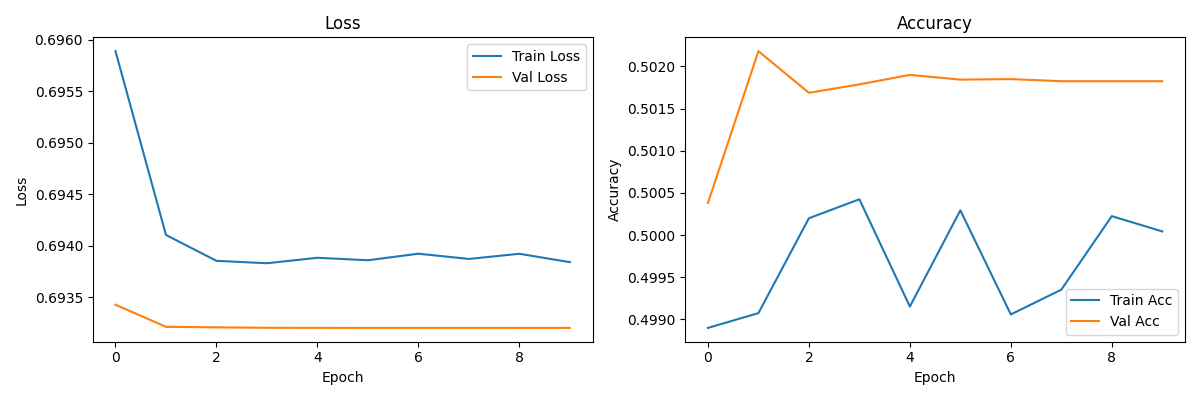 Loss
0.6960
0.6955
0.6950
0.6945
0.6940
0.6935
Loss
Train Loss
Val Loss
0 2 4 6 8
Epoch
Accuracy
0.5020
0.5015
0.5010
0.5005
0.5000
0.4995
0.4990
Accuracy
Train Acc
Val Acc
0 2 4 6 8
Epoch